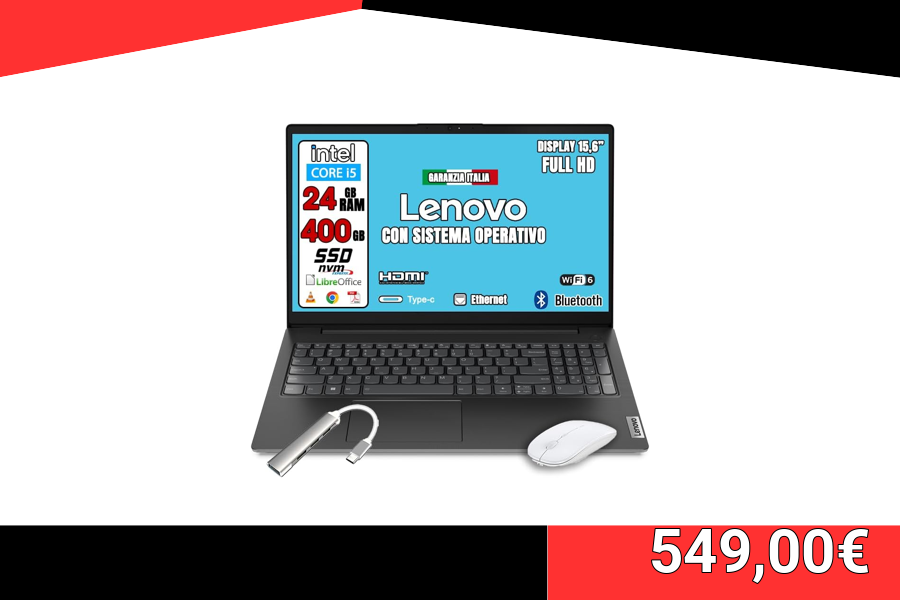 intel
CORE i5
24 GB RAM
400 GB
SSD
nvm
LibreOffice
DISPLAY 15,6"
FULL HD
GARANZIA ITALIA
Lenovo
CON SISTEMA OPERATIVO
HDMI
WiFi 6
Type-c
Ethernet
Bluetooth
Lenovo
549,00€